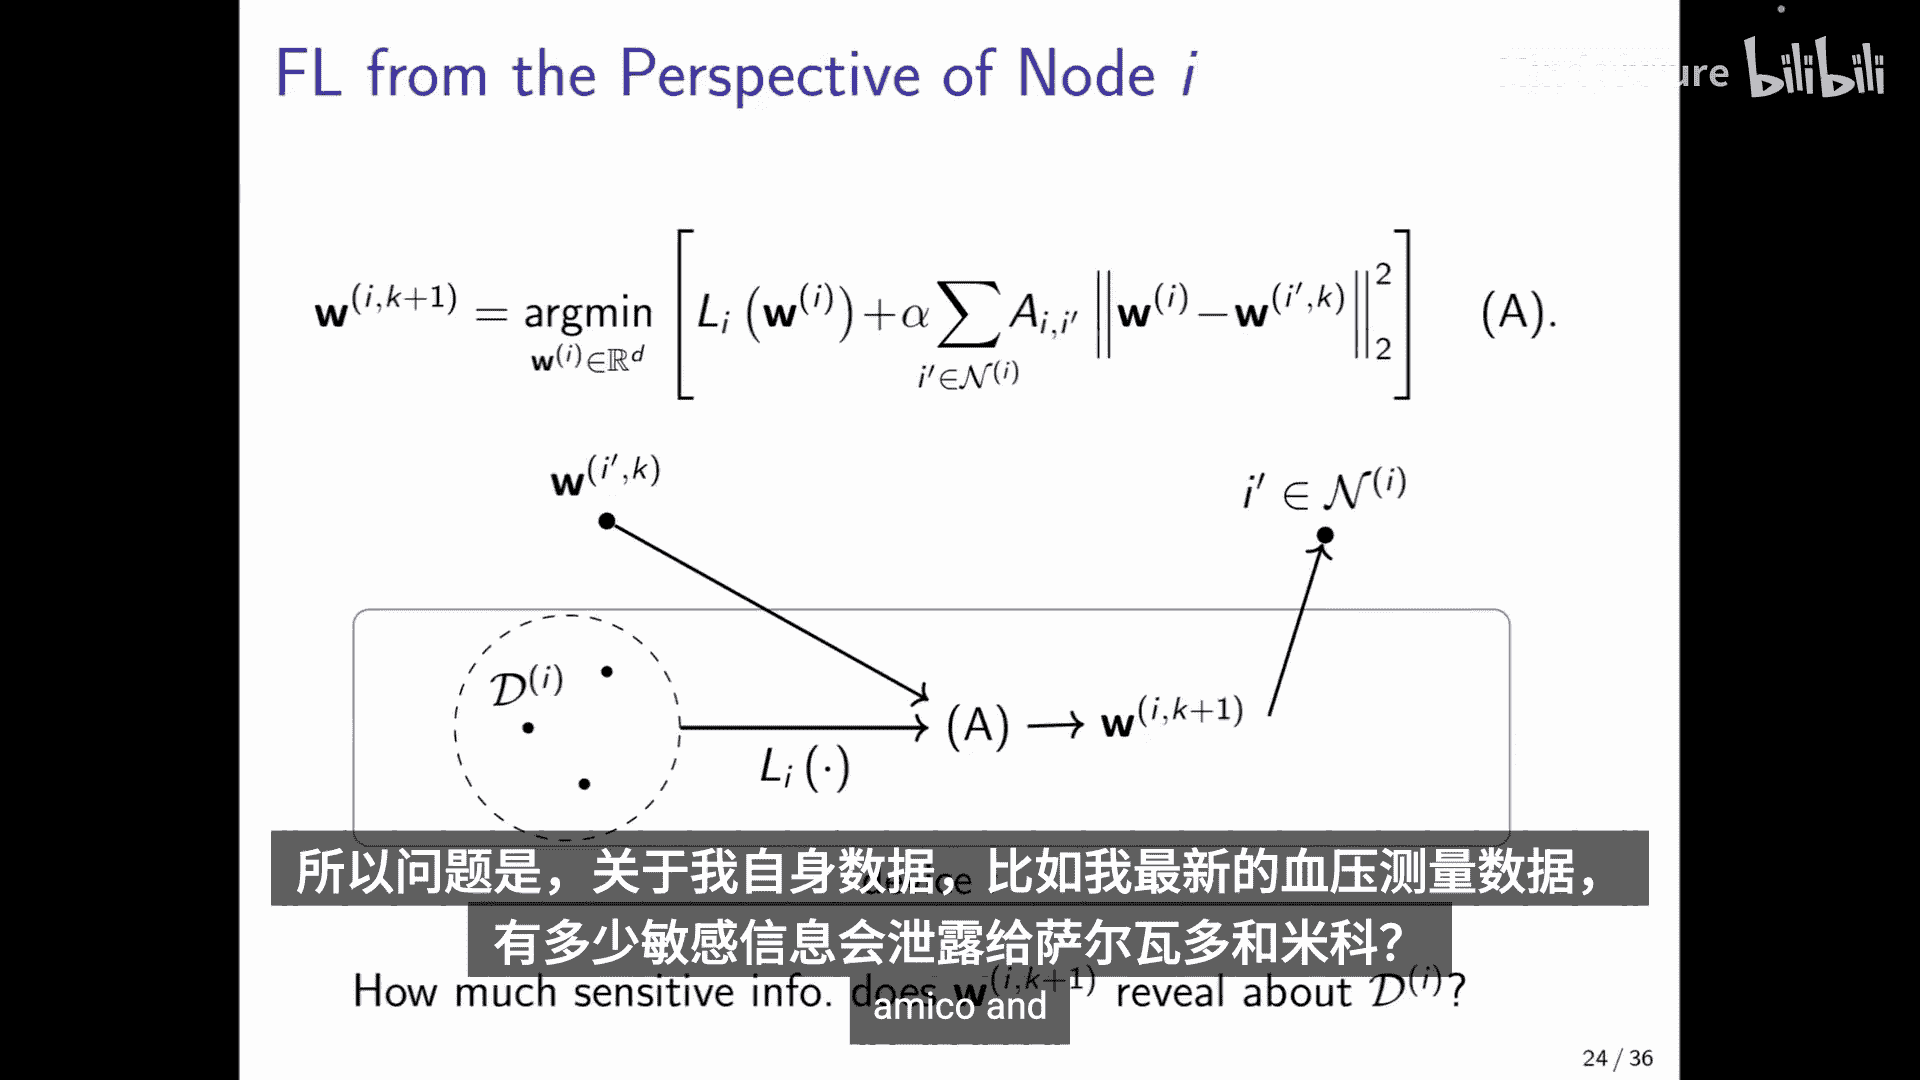 FL from the Perspective of Node i
ure bilibili
w^{(i,k+1)} = argmin_{w^{(i)}∈ℝ^d} [ L_i (w^{(i)}) + α ∑_{i'∈𝒩^{(i)}} A_{i,i'} ‖w^{(i)} − w^{(i',k)}‖_2^2 ] (A).
w^{(i',k)}
i' ∈ 𝒩^{(i)}
𝒟^{(i)}
(A) → w^{(i,k+1)}
L_i (·)
所以问题是，关于我自身数据，比如我最新的血压测量数据，
有多少敏感信息会泄露给萨尔瓦多和米科？
How much sensitive info. does w^{(i,k+1)} reveal about 𝒟^{(i)}?
amico and
24 / 36